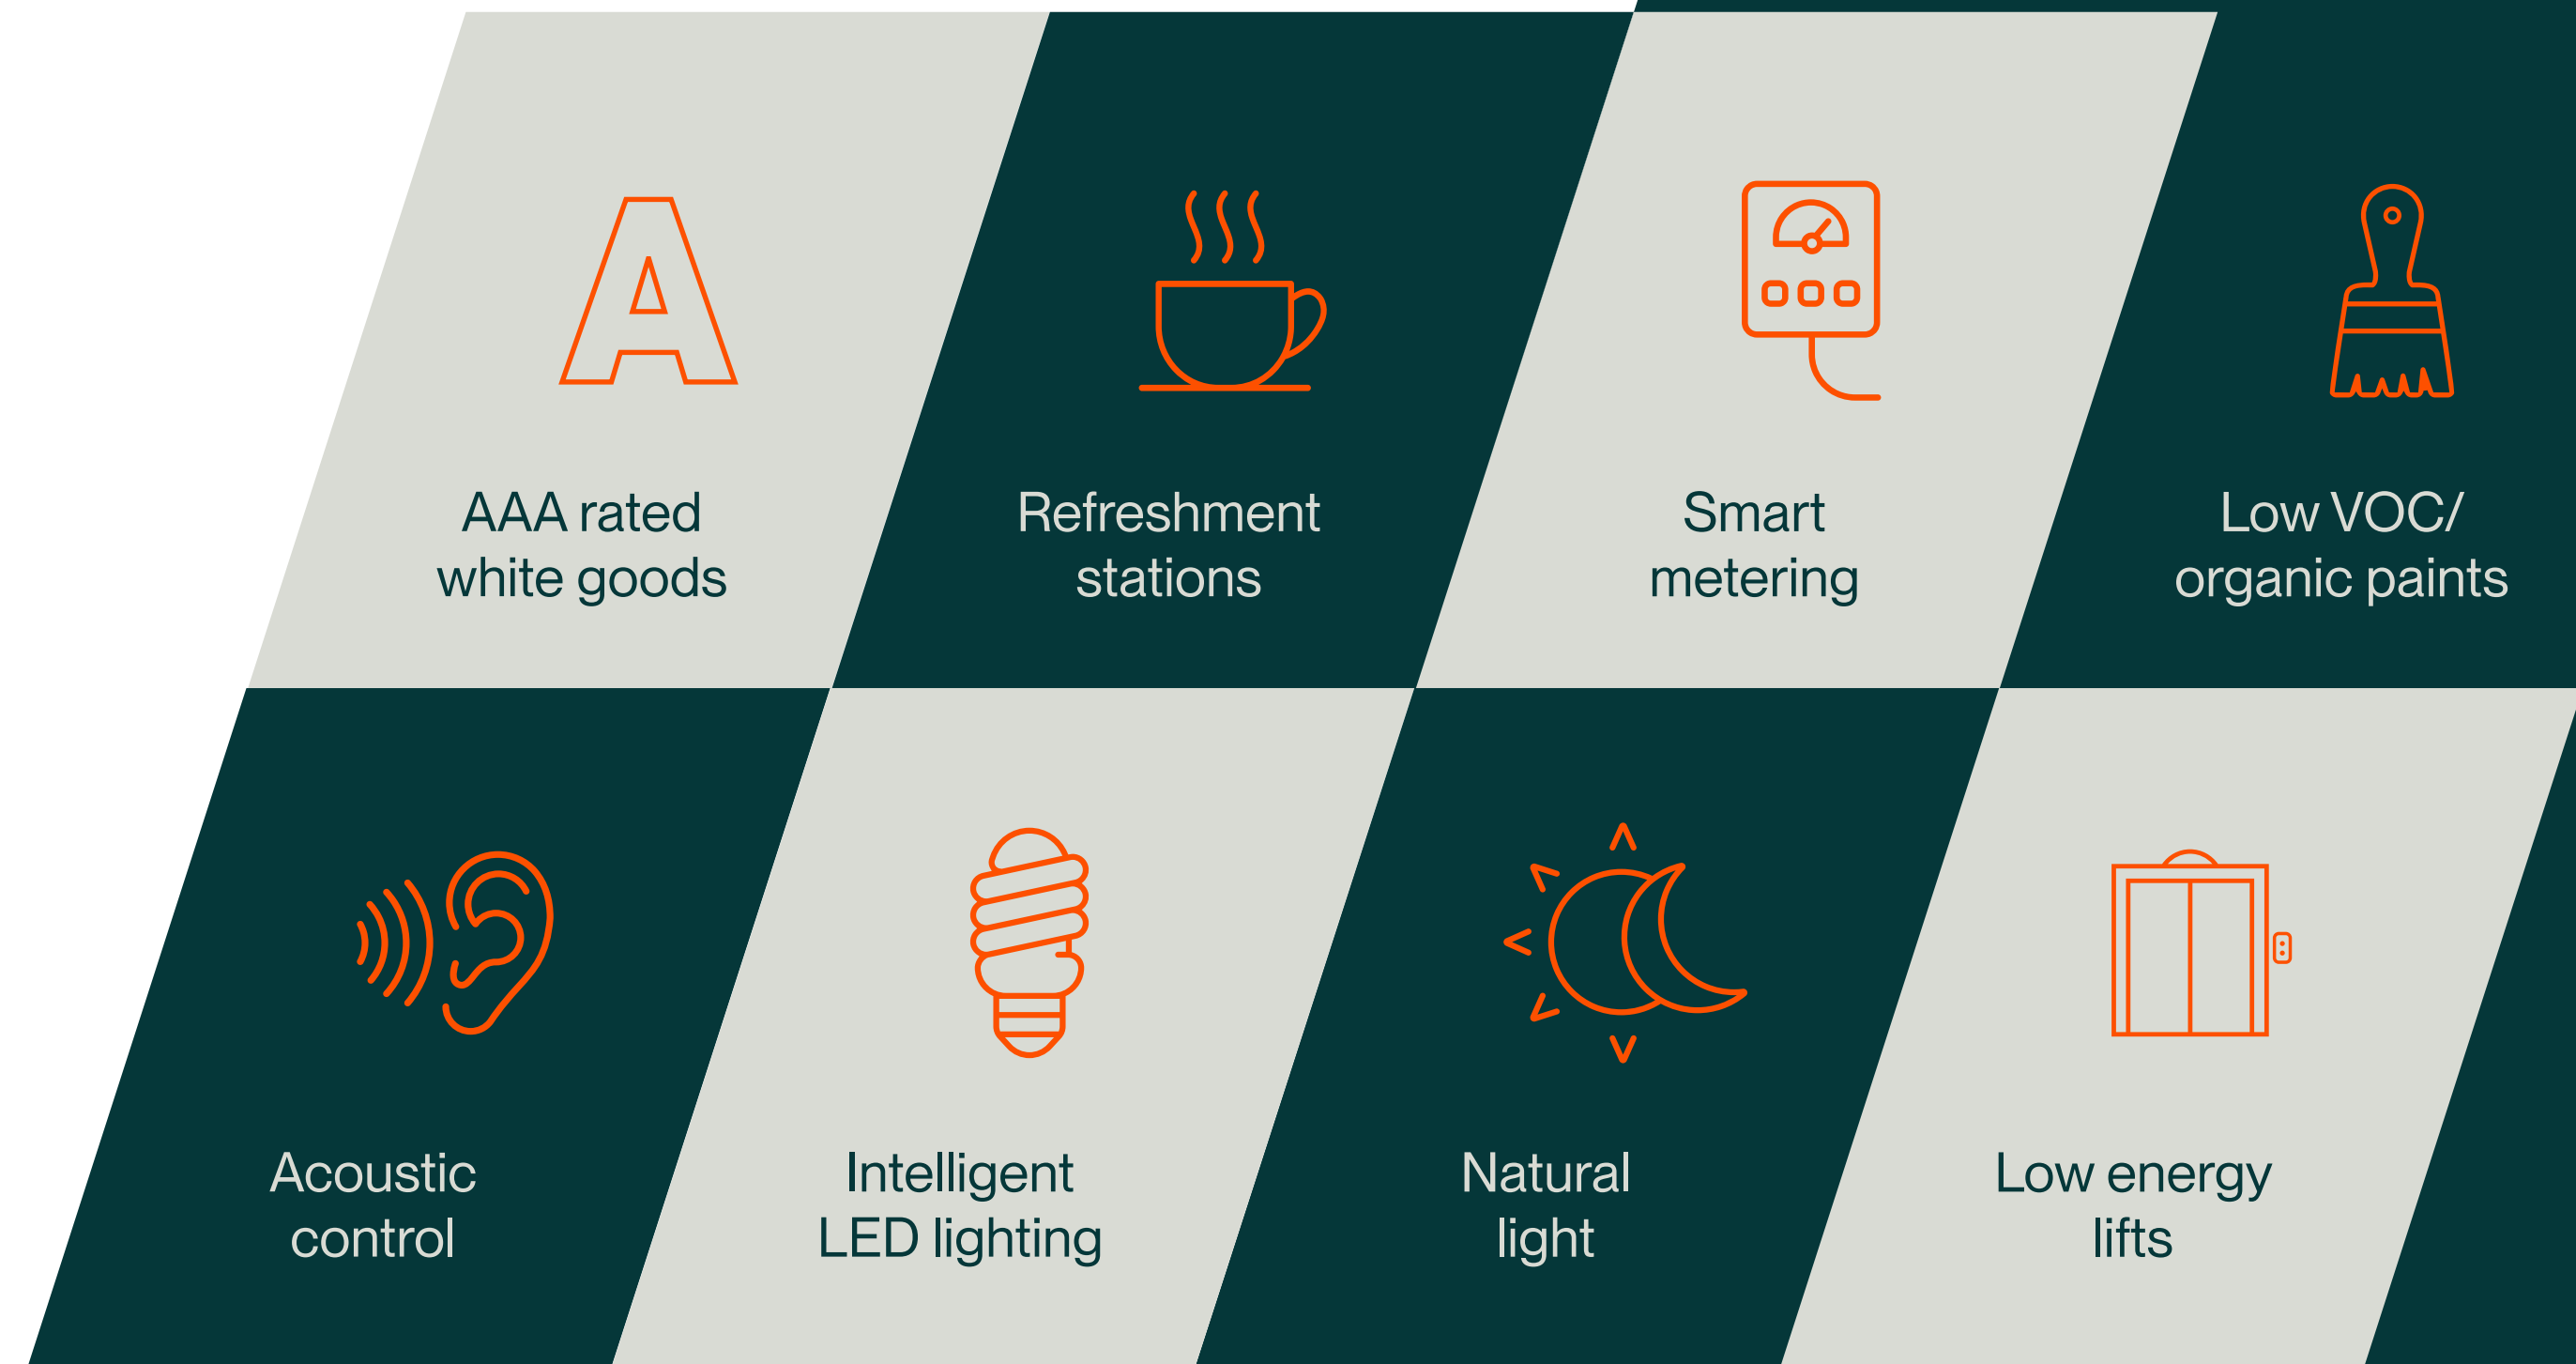 A
AAA rated
white goods
Refreshment
stations
Smart
metering
Low VOC/
organic paints
Acoustic
control
Intelligent
LED lighting
Natural
light
Low energy
lifts